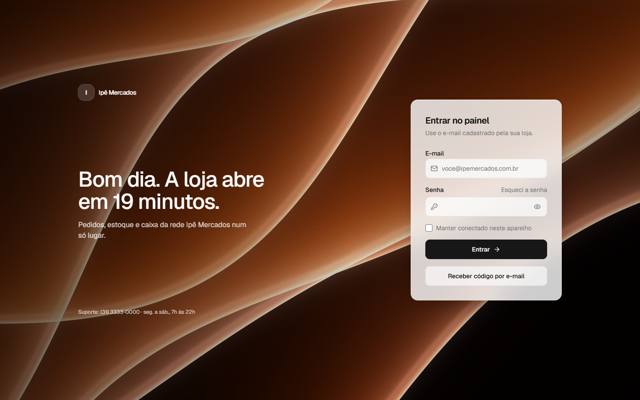 I
Ipê Mercados
Bom dia. A loja abre
em 19 minutos.
Pedidos, estoque e caixa da rede Ipê Mercados num
só lugar.
Suporte: (31) 3333-0000 · seg. a sáb., 7h às 22h
Entrar no painel
Use o e-mail cadastrado pela sua loja.
E-mail
voce@ipemercados.com.br
Senha
Esqueci a senha
Manter conectado neste aparelho
Entrar →
Receber código por e-mail